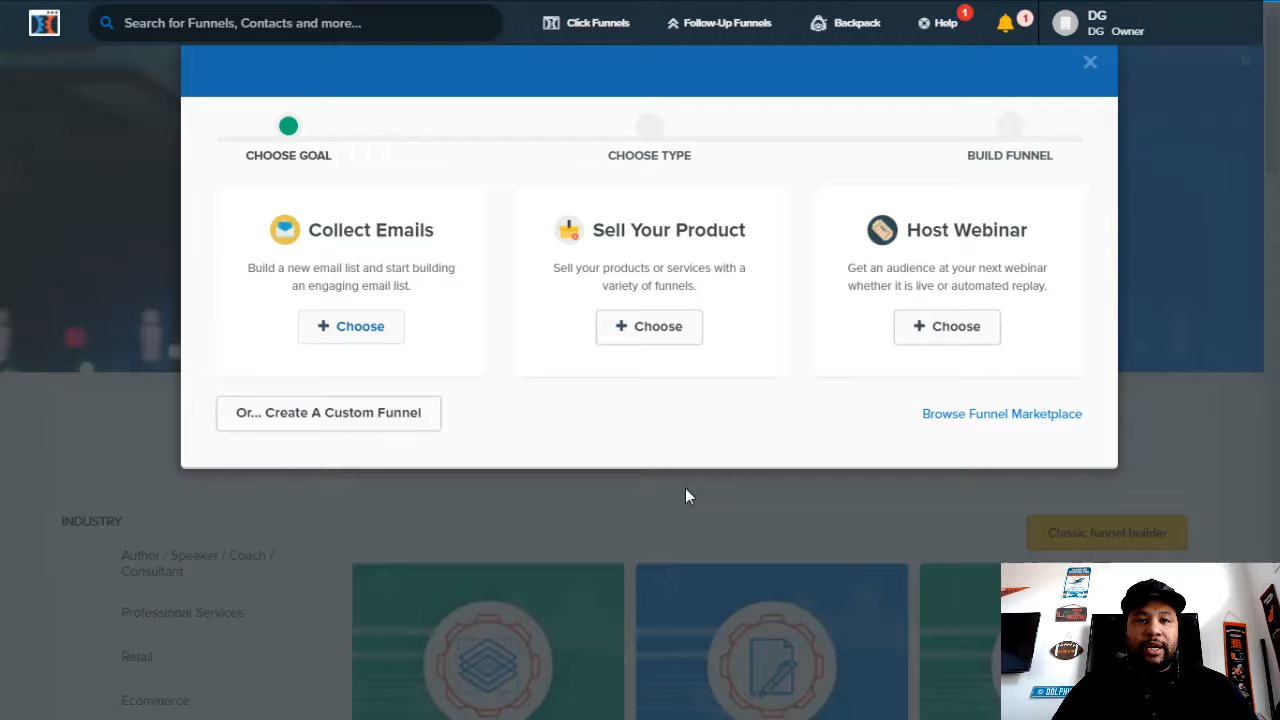 Search for Funnels, Contacts and more...
Click Funnels
Follow-Up Funnels
Backpack
Help
1
1
DG
DG Owner
CHOOSE GOAL
CHOOSE TYPE
BUILD FUNNEL
Collect Emails
Build a new email list and start building
an engaging email list.
+ Choose
Sell Your Product
Sell your products or services with a
variety of funnels.
+ Choose
Host Webinar
Get an audience at your next webinar
whether it is live or automated replay.
+ Choose
Or... Create A Custom Funnel
Browse Funnel Marketplace
INDUSTRY
Classic funnel builder
Author / Speaker / Coach /
Consultant
Professional Services
Retail
Ecommerce